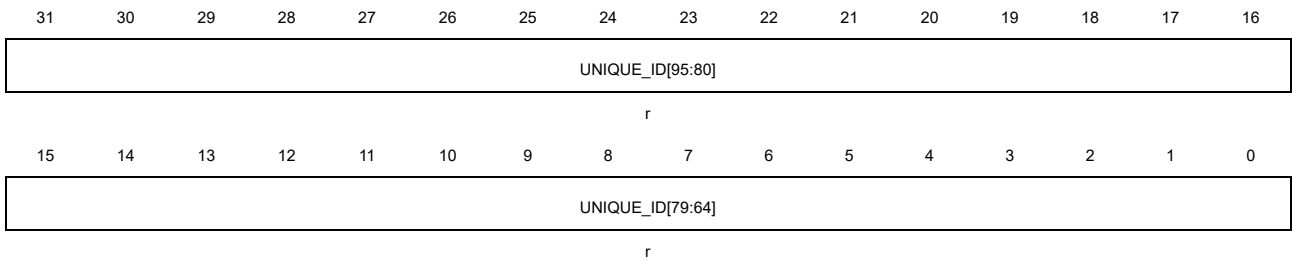 31 30 29 28 27 26 25 24 23 22 21 20 19 18 17 16
UNIQUE_ID[95:80]
r
15 14 13 12 11 10 9 8 7 6 5 4 3 2 1 0
UNIQUE_ID[79:64]
r